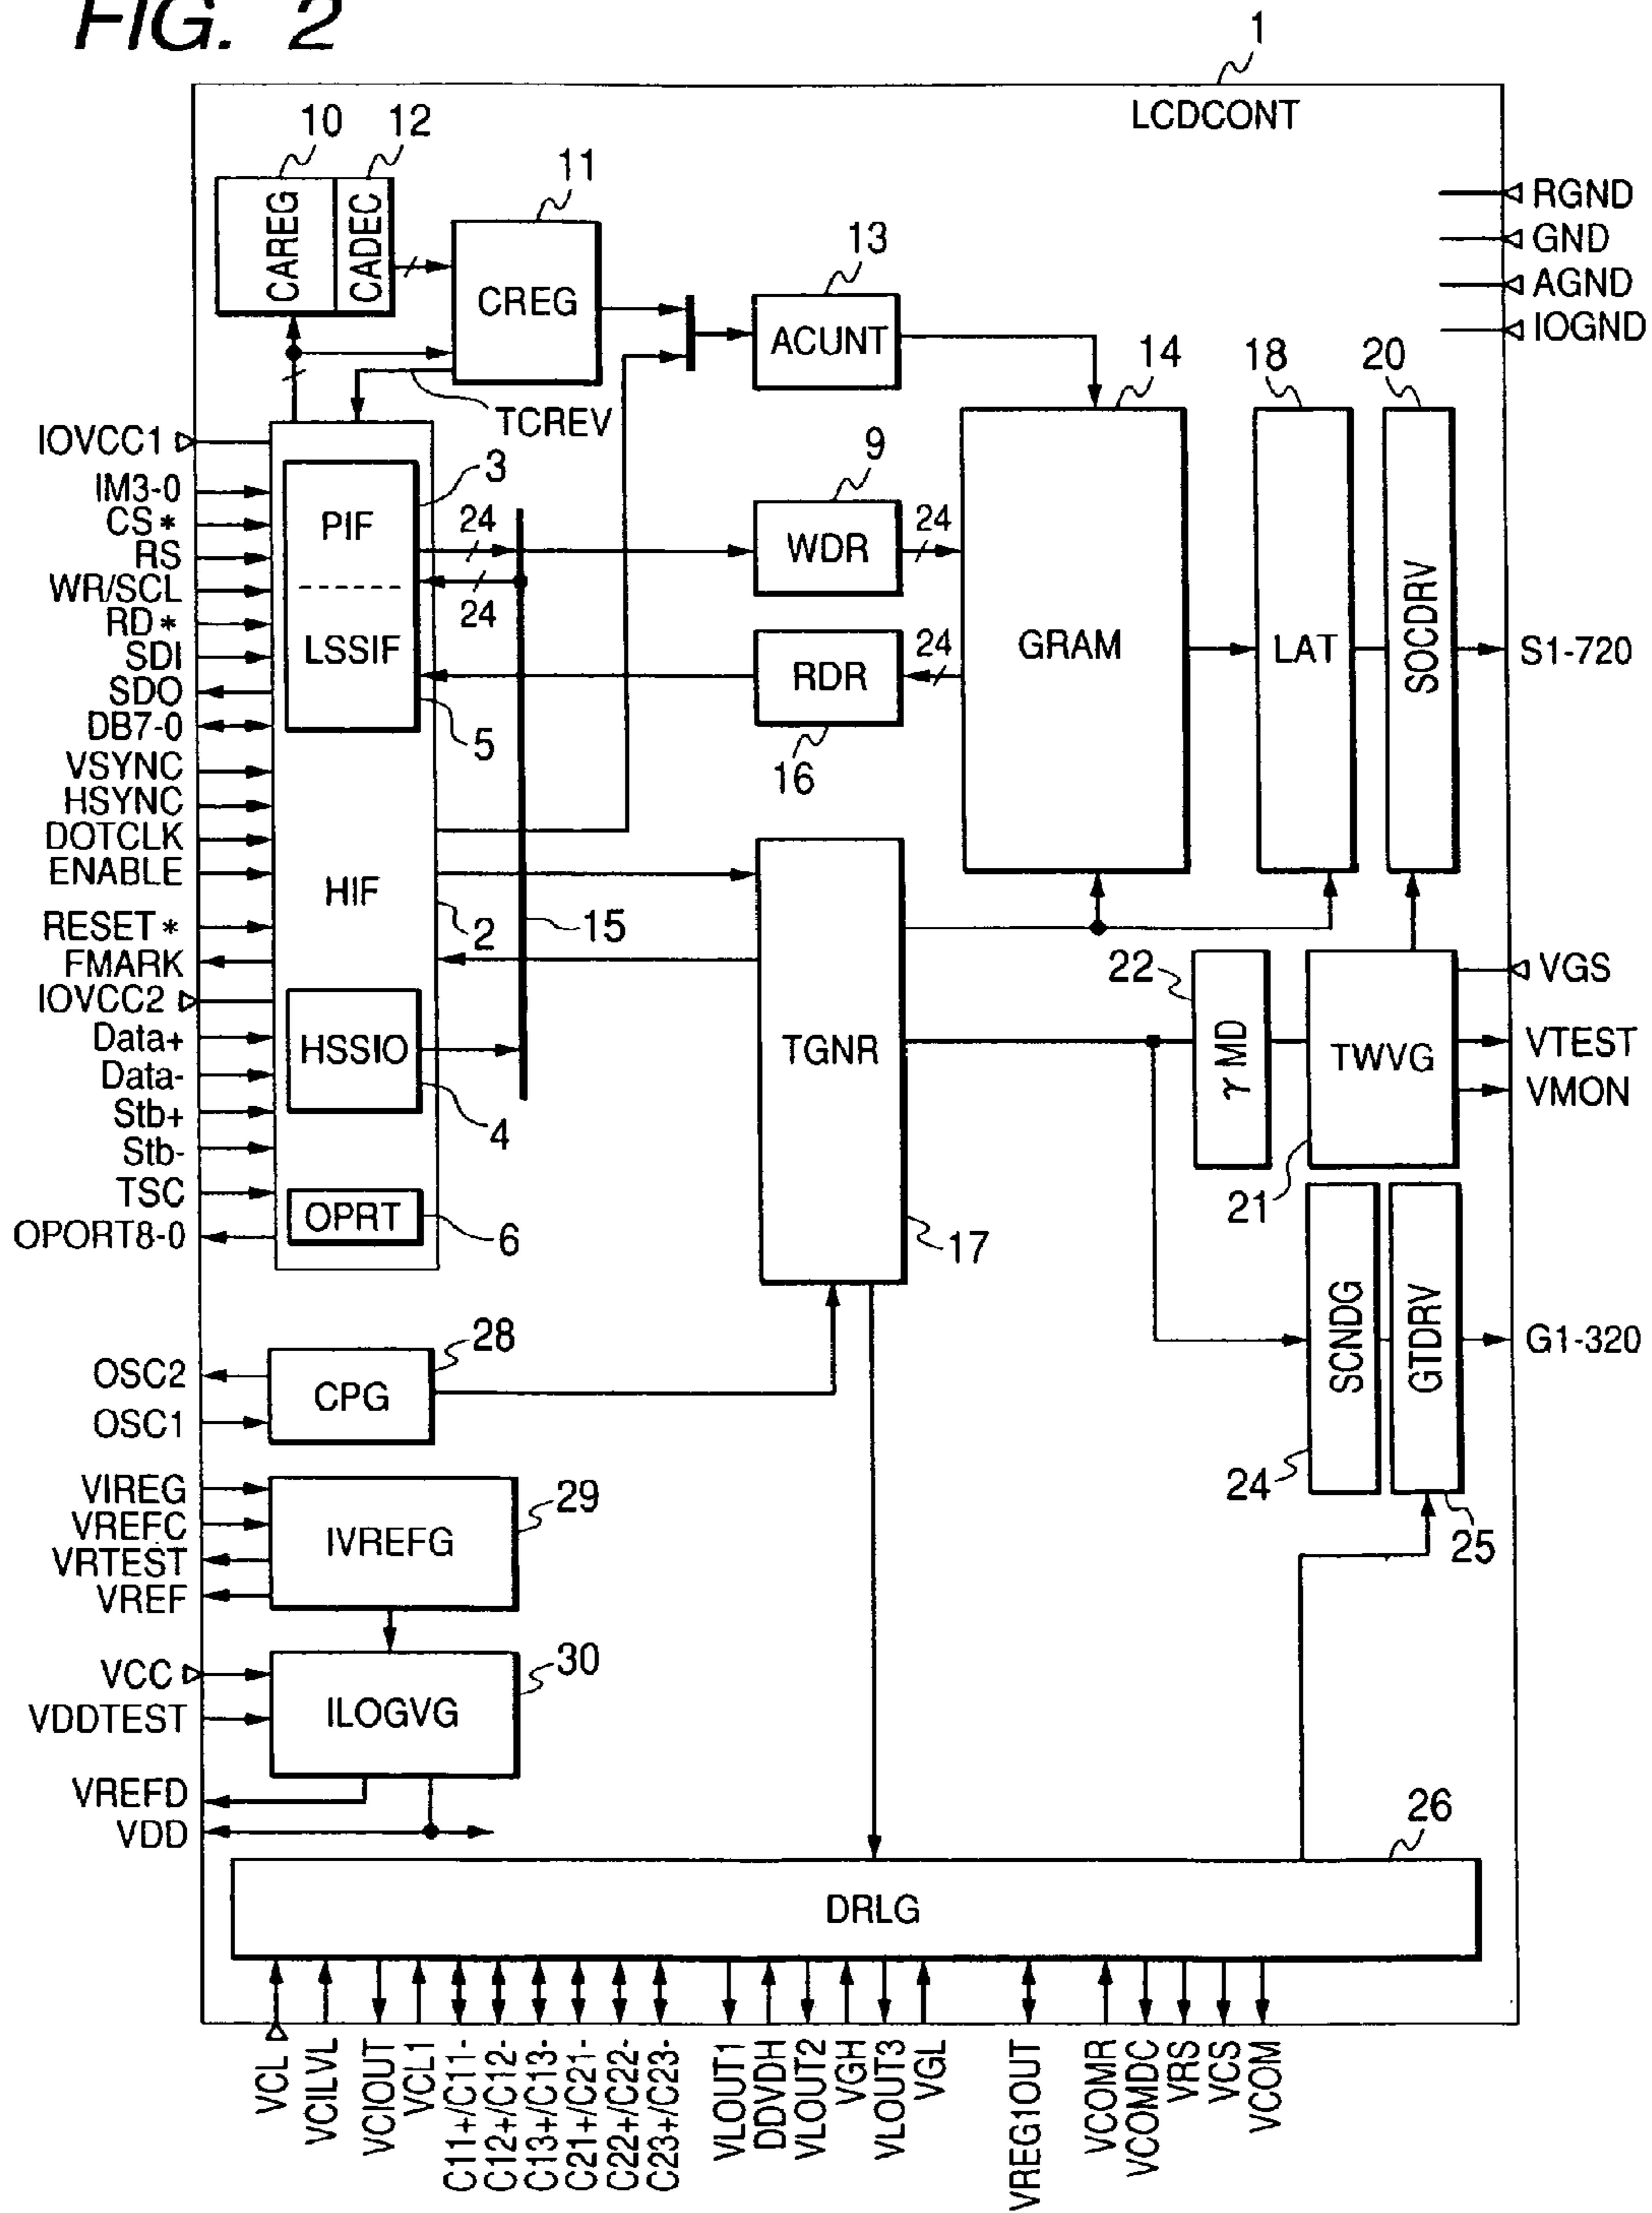 FIG. 2
1
LCDCONT
10
12
11
CAREG
CADEC
CREG
13
ACUNT
RGND
GND
AGND
IOGND
14
18
20
TCREV
IOVCC1
IM3-0
CS*
RS
WR/SCL
RD*
SDI
SDO
DB7-0
VSYNC
HSYNC
DOTCLK
ENABLE
RESET*
FMARK
IOVCC2
Data+
Data-
Stb+
Stb-
TSC
OPORT8-0
3
PIF
LSSIF
5
24
24
9
WDR
24
RDR
24
16
GRAM
LAT
SOCDRV
S1-720
HIF
2
15
HSSIO
4
OPRT
6
TGNR
17
22
γMD
TWVG
21
VGS
VTEST
VMON
SCNDG
GTDRV
G1-320
24
25
OSC2
OSC1
28
CPG
VIREG
VREFC
VRTEST
VREF
29
IVREFG
VCC
VDDTEST
30
ILOGVG
VREFD
VDD
26
DRLG
VCL
VCILVL
VCIOUT
VCL1
C11+/C11-
C12+/C12-
C13+/C13-
C21+/C21-
C22+/C22-
C23+/C23-
VLOUT1
DDVDH
VLOUT2
VGH
VLOUT3
VGL
VREG1OUT
VCOMR
VCOMDC
VRS
VCS
VCOM